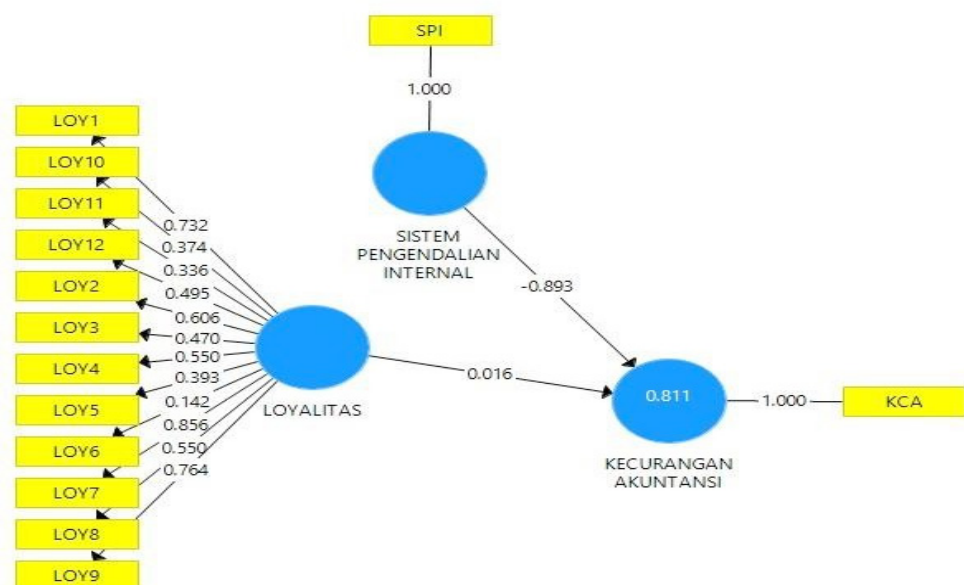 SPI
1.000
LOY1
LOY10
LOY11
LOY12
LOY2
LOY3
LOY4
LOY5
LOY6
LOY7
LOY8
LOY9
0.732
0.374
0.336
0.495
0.606
0.470
0.550
0.393
0.142
0.856
0.550
0.764
LOYALITAS
SISTEM
PENGENDALIAN
INTERNAL
-0.893
0.016
0.811
KECURANGAN
AKUNTANSI
1.000
KCA